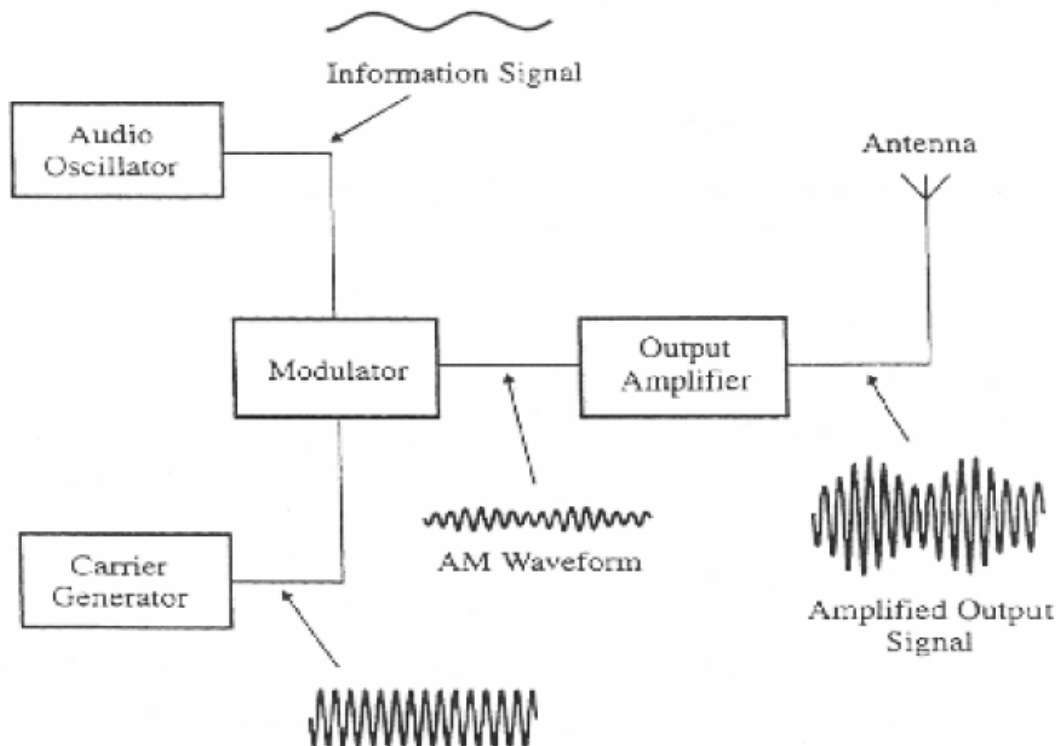 Information Signal
Audio
Oscillator
Antenna
Modulator
Output
Amplifier
AM Waveform
Carrier
Generator
Amplified Output
Signal